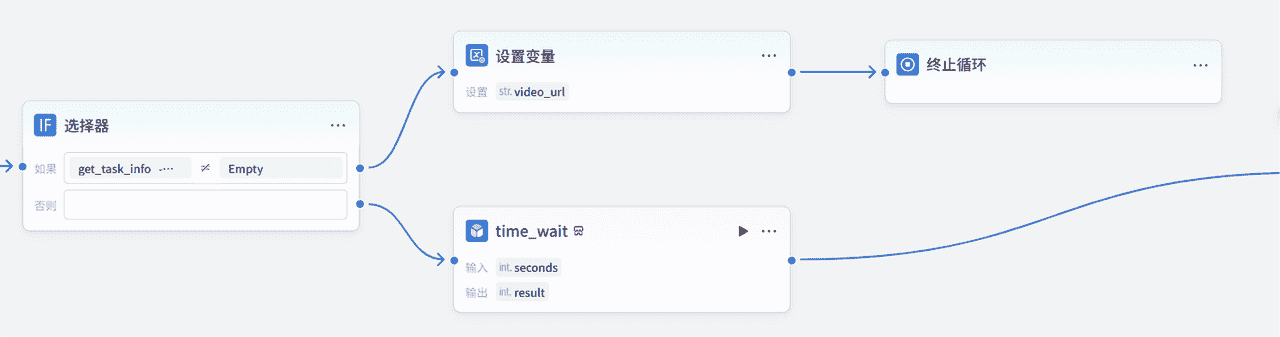 IF 选择器
如果 get_task_info -··· ≠ Empty
否则
设置变量
设置 str. video_url
终止循环
time_wait
输入 int. seconds
输出 int. result